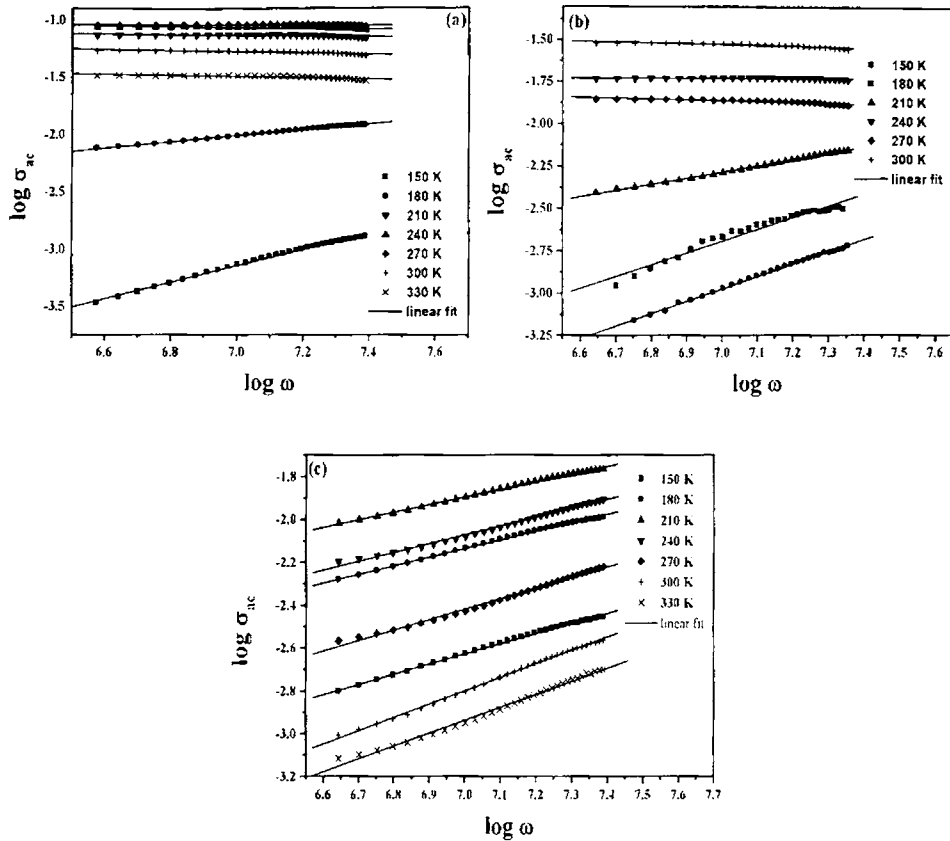 (a)
log σac
-1.0
-1.5
-2.0
-3.0
-3.5
150 K
180 K
210 K
240 K
270 K
300 K
330 K
linear fit
6.6 6.8 7.0 7.2 7.4 7.6
log ω
(b)
log σac
-1.50
-1.75
-2.00
-2.25
-2.50
-2.75
-3.00
-3.25
150 K
180 K
210 K
240 K
270 K
300 K
linear fit
6.6 6.7 6.8 6.9 7.0 7.1 7.2 7.3 7.4 7.5 7.6
log ω
(c)
log σac
-1.8
-2.0
-2.2
-2.4
-2.6
-2.8
-3.0
-3.2
150 K
180 K
210 K
240 K
270 K
300 K
330 K
linear fit
6.6 6.7 6.8 6.9 7.0 7.1 7.2 7.3 7.4 7.5 7.6 7.7
log ω